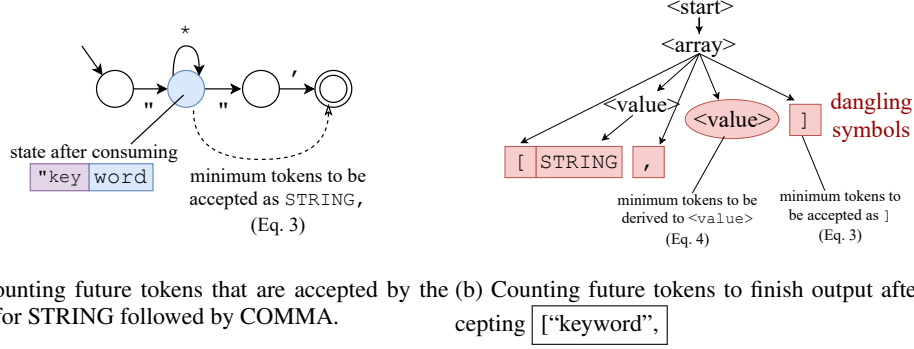 *
"
"
,
state after consuming
"key word
minimum tokens to be
accepted as STRING,
(Eq. 3)
<start>
<array>
<value>
<value>
]
dangling
symbols
[ STRING ,
minimum tokens to be
derived to <value>
(Eq. 4)
minimum tokens to
be accepted as ]
(Eq. 3)
ounting future tokens that are accepted by the
for STRING followed by COMMA.
(b) Counting future tokens to finish output afte
cepting ["keyword",